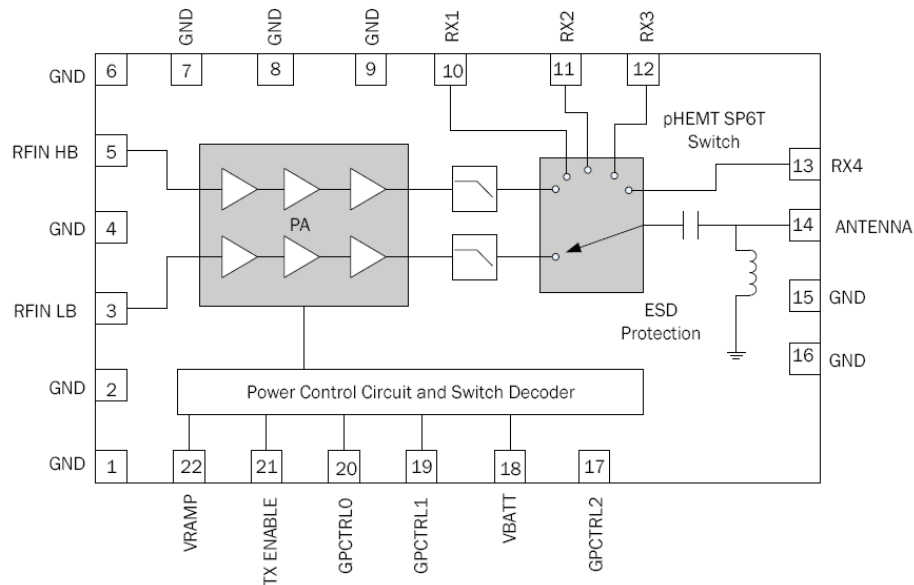 GND
GND
GND
RX1
RX2
RX3
GND
6
7
8
9
10
11
12
pHEMT SP6T
Switch
RFIN HB
5
13
RX4
PA
GND
4
14
ANTENNA
RFIN LB
3
15
GND
ESD
Protection
16
GND
GND
2
Power Control Circuit and Switch Decoder
GND
1
22
21
20
19
18
17
VRAMP
TX ENABLE
GPCTRL0
GPCTRL1
VBATT
GPCTRL2